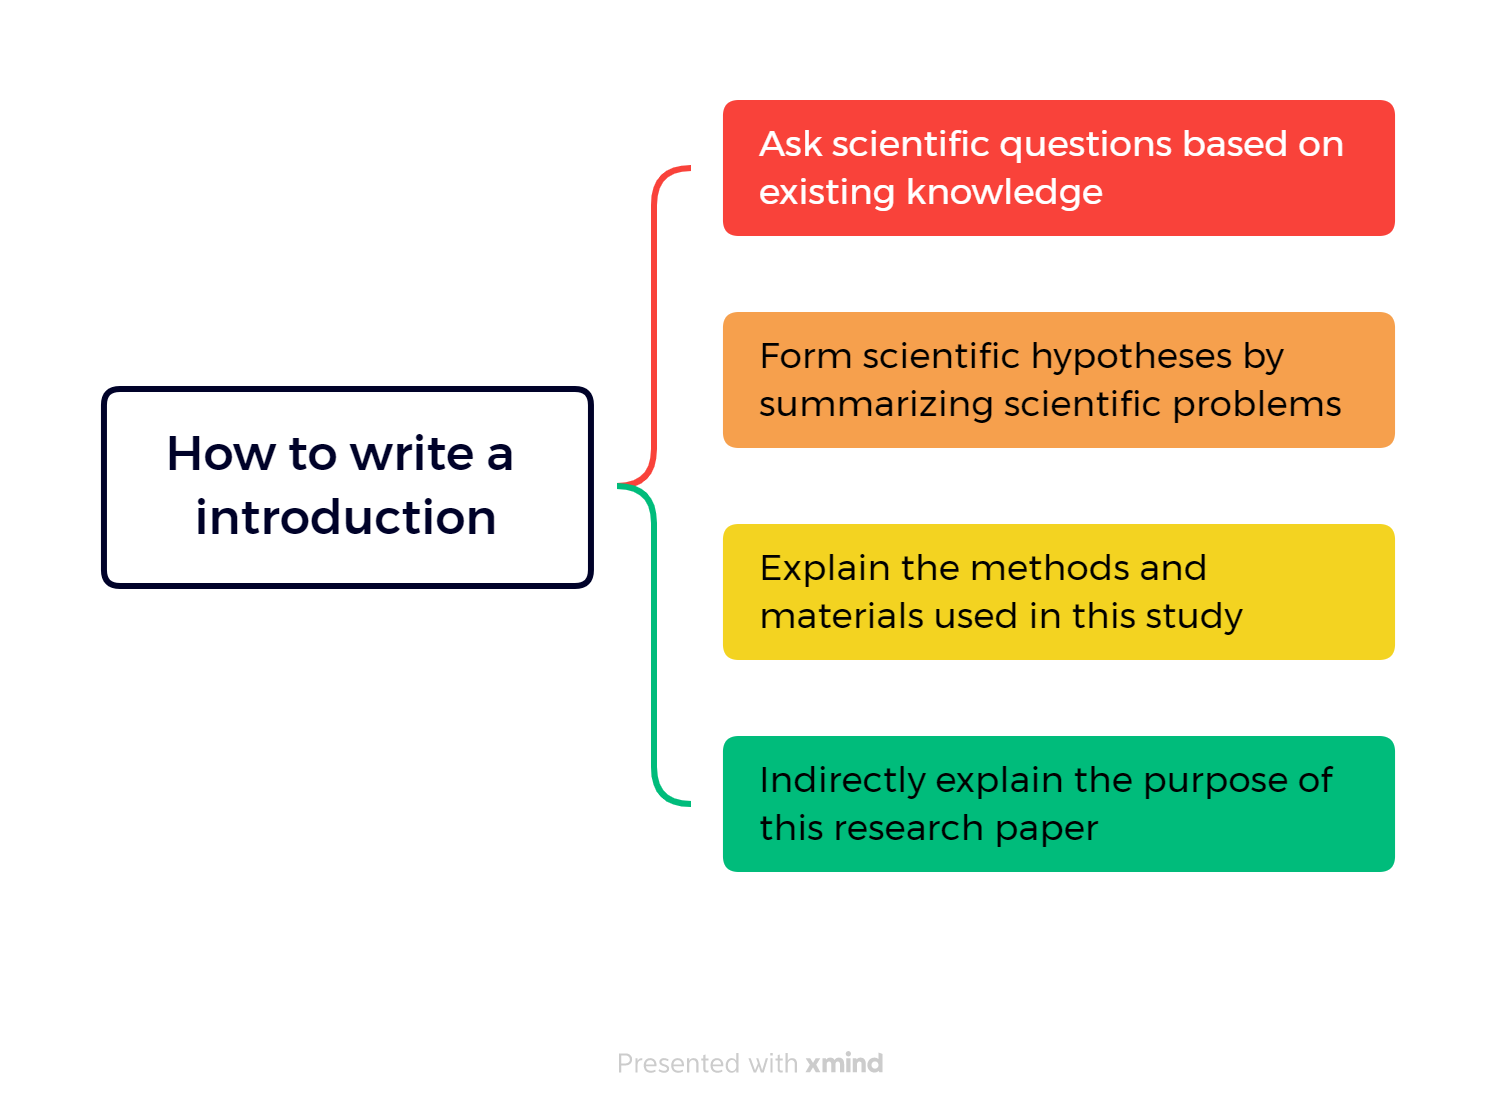 How to write a
introduction
Ask scientific questions based on
existing knowledge
Form scientific hypotheses by
summarizing scientific problems
Explain the methods and
materials used in this study
Indirectly explain the purpose of
this research paper
Presented with xmind